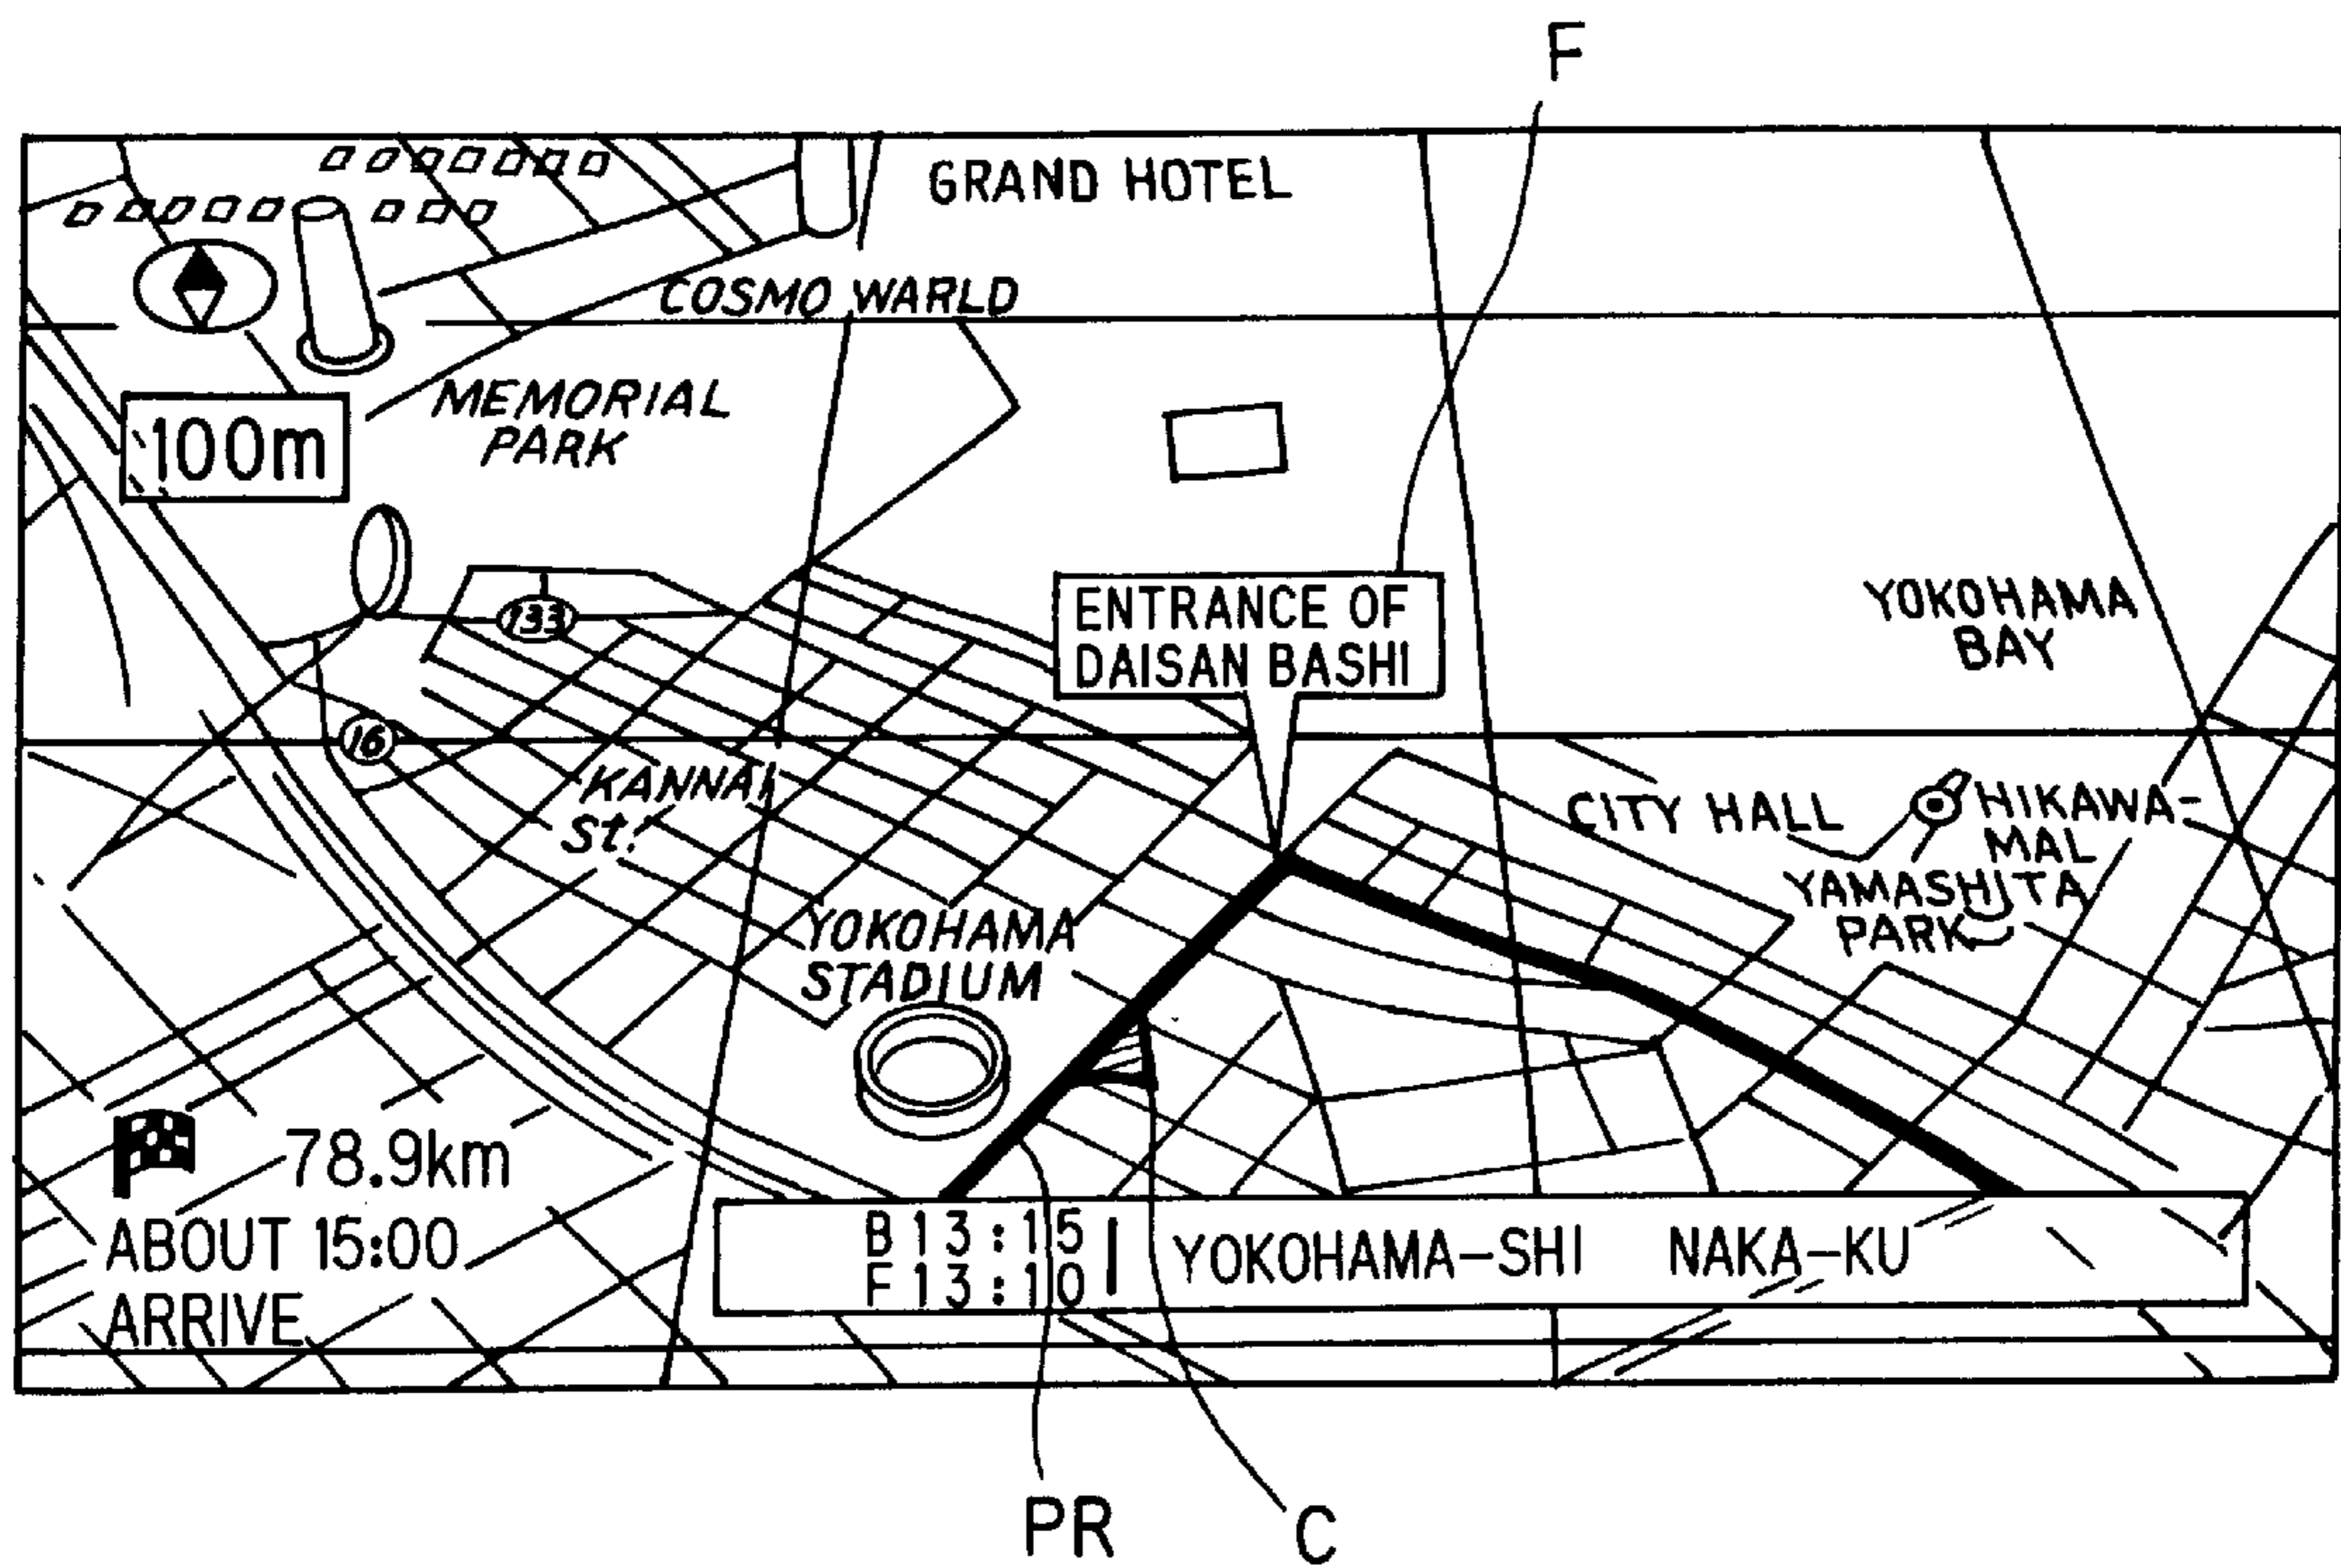 F
GRAND HOTEL
COSMO WARLD
MEMORIAL
PARK
100m
133
ENTRANCE OF
DAISAN BASHI
YOKOHAMA
BAY
16
KANNAI
St.
CITY HALL
HIKAWA-
MAL
YAMASHITA
PARK
YOKOHAMA
STADIUM
78.9km
ABOUT 15:00
ARRIVE
B 13:15
F 13:10
YOKOHAMA-SHI NAKA-KU
PR
C